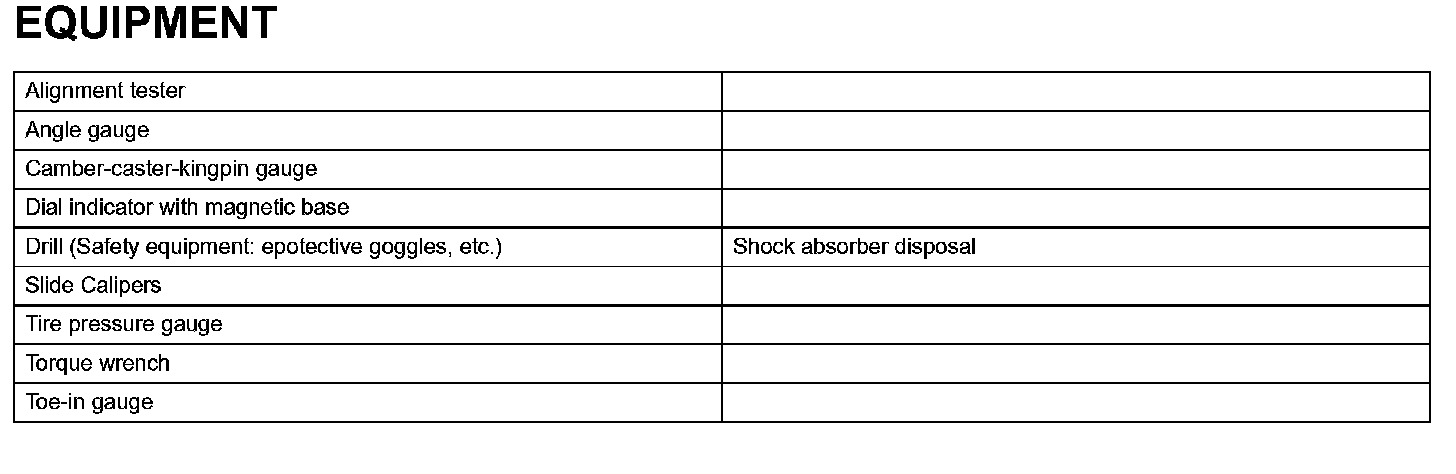 EQUIPMENT
Alignment tester
Angle gauge
Camber-caster-kingpin gauge
Dial indicator with magnetic base
Drill (Safety equipment: epotective goggles, etc.) Shock absorber disposal
Slide Calipers
Tire pressure gauge
Torque wrench
Toe-in gauge